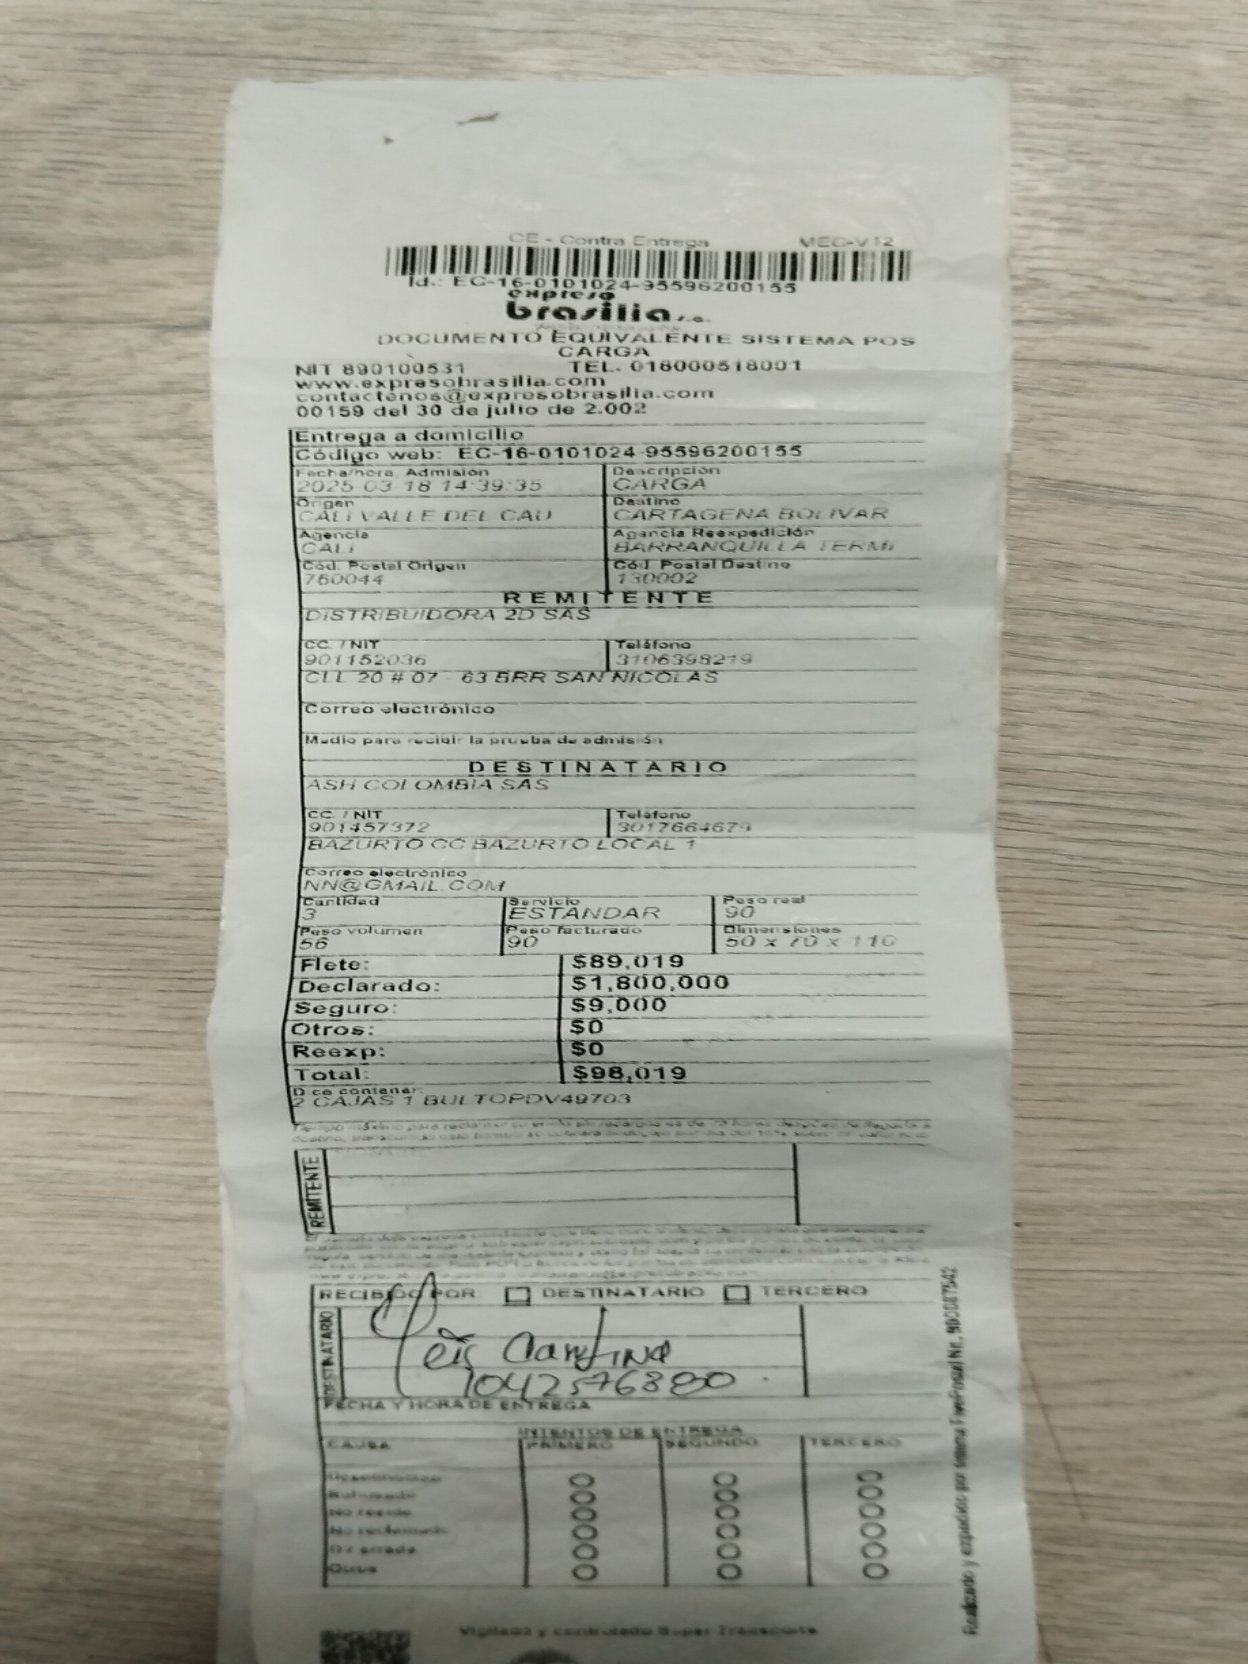 CE - Contra Entrega MEC-V12
Id.: EC-16-0101024-95596200155
expreso
brasilia s.a.
DOCUMENTO EQUIVALENTE SISTEMA POS
CARGA
NIT 890100531 TEL. 018000518001
www.expresobrasilia.com
contactenos@expresobrasilia.com
00159 del 30 de julio de 2.002
Entrega a domicilio
Código web: EC-16-0101024-95596200155
Fecha/hora Admisión Descripción
2025-03-18 14:39:35 CARGA
Origen Destino
CALI VALLE DEL CAU CARTAGENA BOLIVAR
Agencia Agencia Reexpedición
CALI BARRANQUILLA TERMI
Cód. Postal Origen Cód. Postal Destino
760044 130002
REMITENTE
DISTRIBUIDORA 2D SAS
CC. / NIT Teléfono
901152036 3106398219
CLL 20 # 07 - 63 BRR SAN NICOLAS
Correo electrónico
Medio para recibir la prueba de admisión
DESTINATARIO
ASH COLOMBIA SAS
CC. / NIT Teléfono
901457372 3017664679
BAZURTO CC BAZURTO LOCAL 1
Correo electrónico
NN@GMAIL.COM
Cantidad Servicio Peso real
3 ESTANDAR 90
Peso volumen Peso facturado Dimensiones
56 90 50 x 70 x 110
Flete: $89,019
Declarado: $1,800,000
Seguro: $9,000
Otros: $0
Reexp: $0
Total: $98,019
Dice contener:
2 CAJAS 1 BULTOPDV49703
REMITENTE
RECIBIDO POR DESTINATARIO TERCERO
DESTINATARIO
1042576880
FECHA Y HORA DE ENTREGA
INTENTOS DE ENTREGA
CAUSA PRIMERO SEGUNDO TERCERO
Desconocido
Rehusado
No reside
No reclamado
Dir errada
Otros
Vigilado y controlado Super Transporte